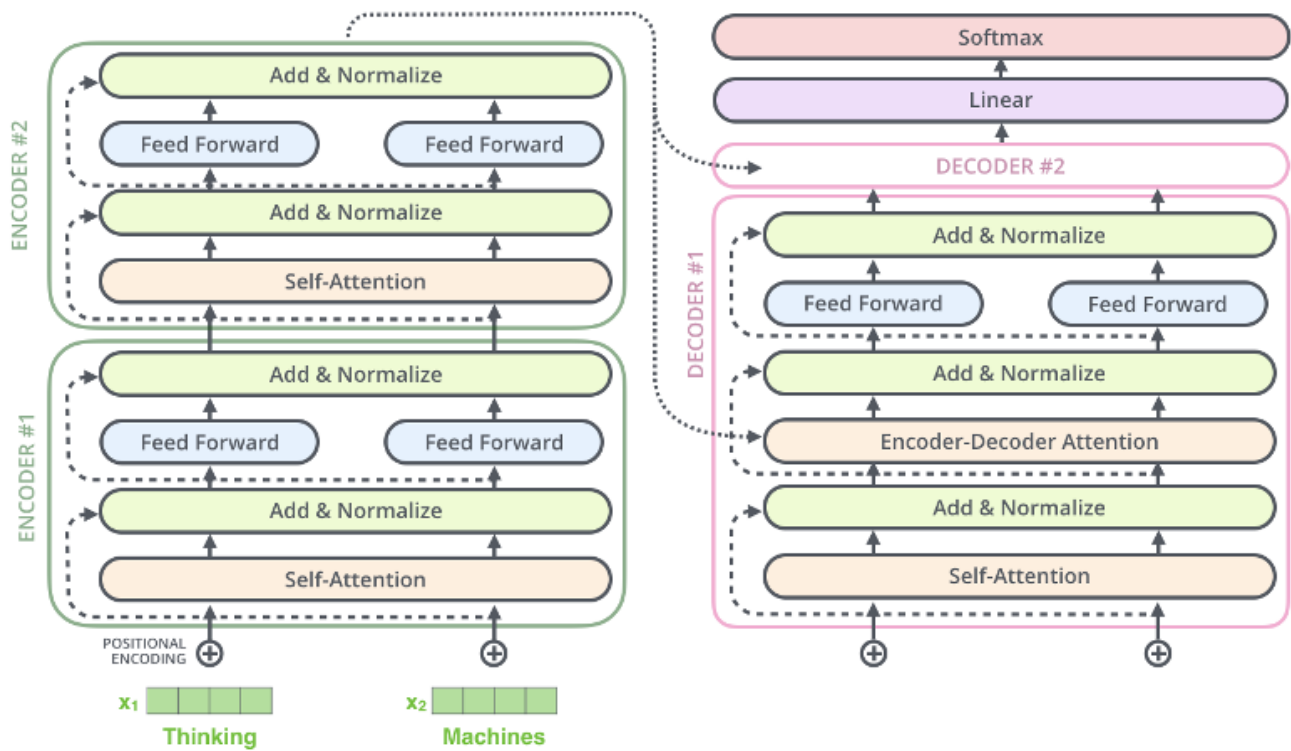 ENCODER #2
Add & Normalize
Feed Forward
Feed Forward
Add & Normalize
Self-Attention
ENCODER #1
Add & Normalize
Feed Forward
Feed Forward
Add & Normalize
Self-Attention
POSITIONAL
ENCODING
x1
x2
Thinking
Machines
Softmax
Linear
DECODER #2
DECODER #1
Add & Normalize
Feed Forward
Feed Forward
Add & Normalize
Encoder-Decoder Attention
Add & Normalize
Self-Attention